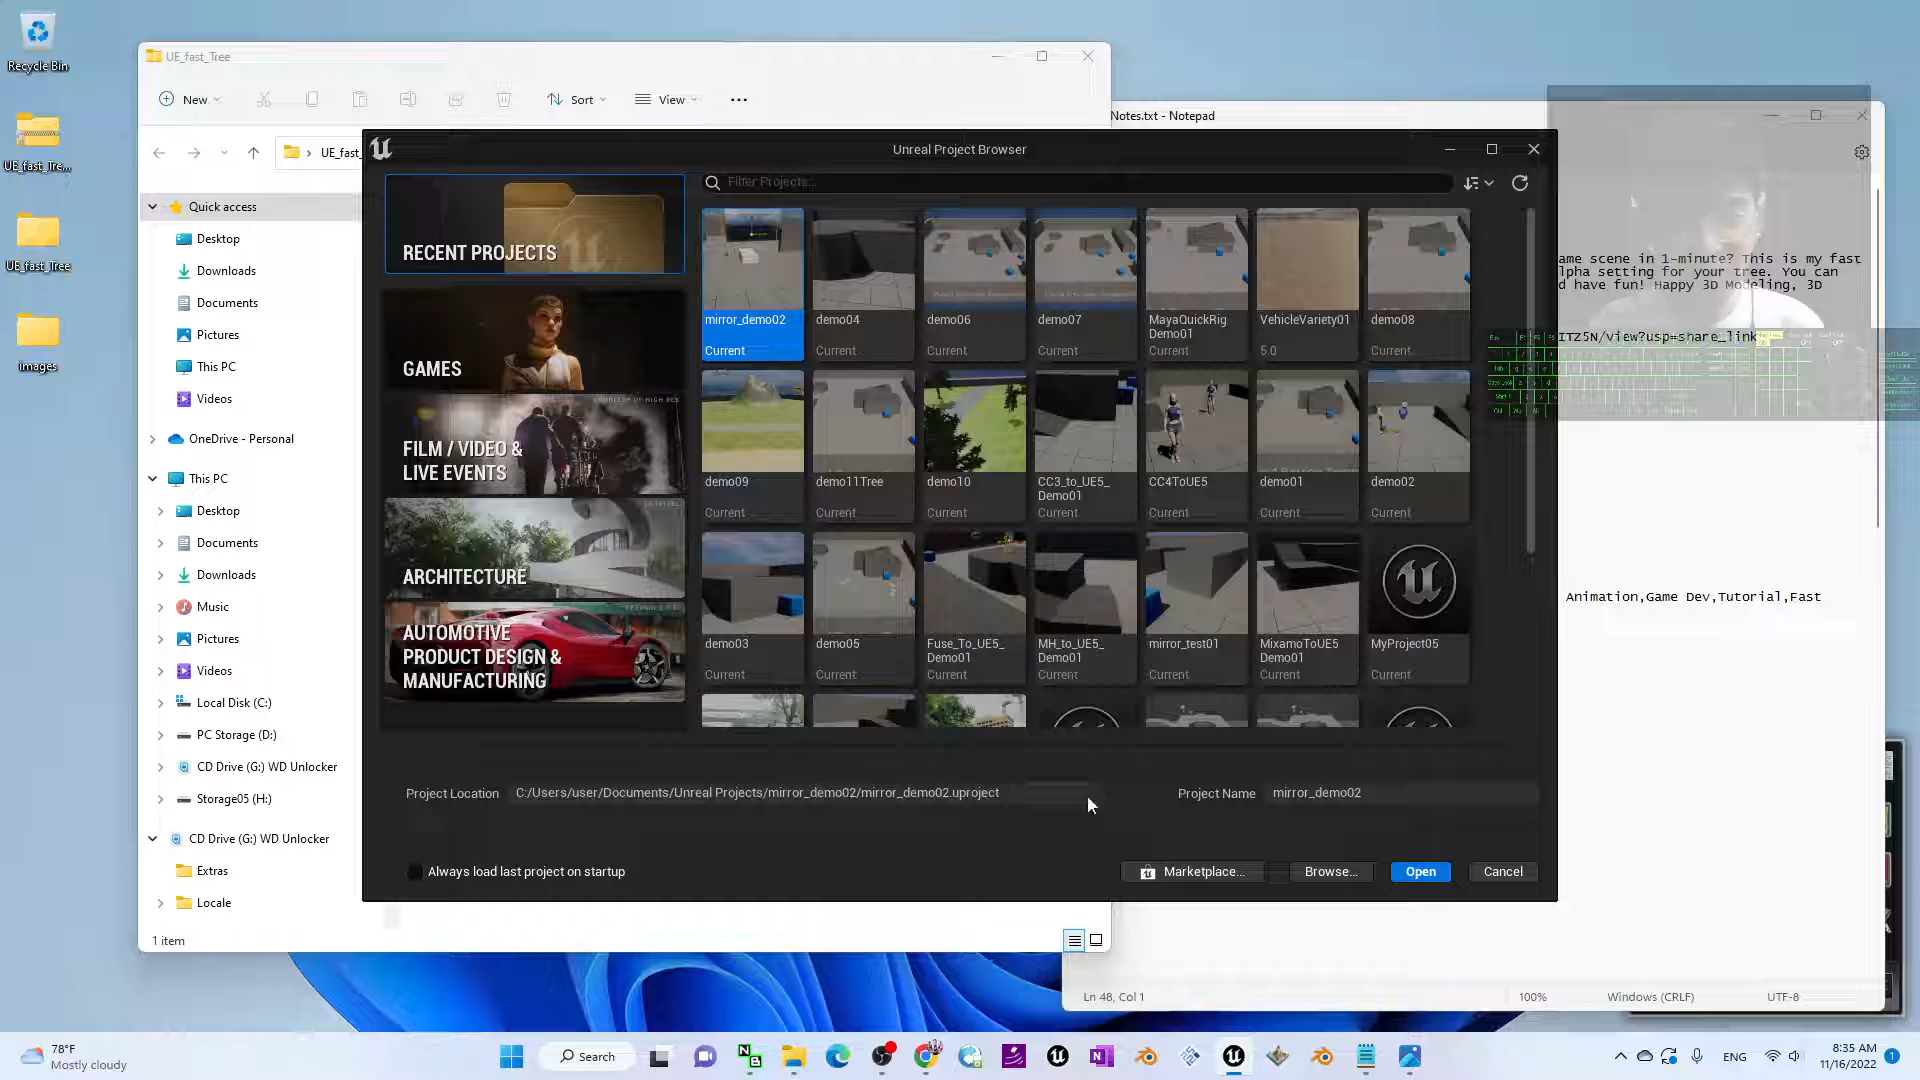 Recycle Bin
UE_fast_Tre...
UE_fast_Tree
images
UE_fast_Tree
New
Sort
View
UE_fast_
Quick access
Desktop
Downloads
Documents
Pictures
This PC
Videos
OneDrive - Personal
This PC
Desktop
Documents
Downloads
Music
Pictures
Videos
Local Disk (C:)
PC Storage (D:)
CD Drive (G:) WD Unlocker
Storage05 (H:)
CD Drive (G:) WD Unlocker
Extras
Locale
1 item
Unreal Project Browser
Filter Projects...
RECENT PROJECTS
GAMES
FILM / VIDEO &
LIVE EVENTS
ARCHITECTURE
AUTOMOTIVE
PRODUCT DESIGN &
MANUFACTURING
mirror_demo02
Current
demo04
Current
demo06
Current
demo07
Current
MayaQuickRig
Demo01
Current
VehicleVariety01
5.0
demo08
Current
demo09
Current
demo11Tree
Current
demo10
Current
CC3_to_UE5_
Demo01
Current
CC4ToUE5
Current
demo01
Current
demo02
Current
demo03
Current
demo05
Current
Fuse_To_UE5_
Demo01
Current
MH_to_UE5_
Demo01
Current
mirror_test01
Current
MixamoToUE5
Demo01
Current
MyProject05
Current
Project Location
C:/Users/user/Documents/Unreal Projects/mirror_demo02/mirror_demo02.uproject
Project Name
mirror_demo02
Always load last project on startup
Marketplace...
Browse...
Open
Cancel
Notes.txt - Notepad
ame scene in 1-minute? This is my fast
lpha setting for your tree. You can
d have fun! Happy 3D Modeling, 3D
ITZ5N/view?usp=share_link
Animation,Game Dev,Tutorial,Fast
Ln 48, Col 1
100%
Windows (CRLF)
UTF-8
78°F
Mostly cloudy
Search
ENG
8:35 AM
11/16/2022
1